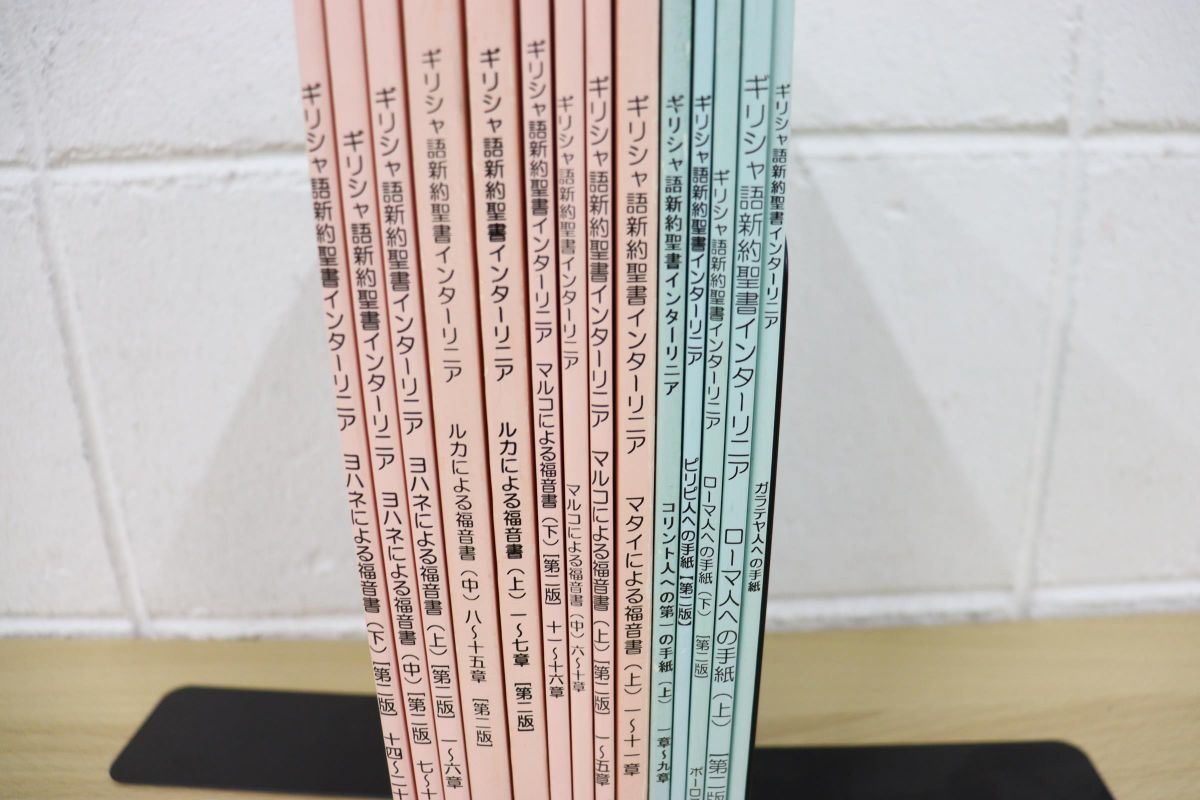 ギリシャ語新約聖書インターリニア ヨハネによる福音書（下）［第二版］ 十四〜二十
ギリシャ語新約聖書インターリニア ヨハネによる福音書（中）［第二版］ 七〜十
ギリシャ語新約聖書インターリニア ヨハネによる福音書（上）［第二版］ 一〜六章
ギリシャ語新約聖書インターリニア ルカによる福音書（中）八〜十五章 ［第二版］
ギリシャ語新約聖書インターリニア ルカによる福音書（上）一〜七章 ［第二版］
ギリシャ語新約聖書インターリニア マルコによる福音書（下）［第二版］ 十一〜十六章
ギリシャ語新約聖書インターリニア マルコによる福音書（中）六〜十章
ギリシャ語新約聖書インターリニア マルコによる福音書（上）［第二版］ 一〜五章
ギリシャ語新約聖書インターリニア マタイによる福音書（上）一〜十一章
ギリシャ語新約聖書インターリニア コリント人への第一の手紙（上） 一章〜九章
ギリシャ語新約聖書インターリニア ピリピ人への手紙［第二版］
ギリシャ語新約聖書インターリニア ローマ人への手紙（下） ［第二版］ ポーロ
ギリシャ語新約聖書インターリニア ローマ人への手紙（上） ［第二版
ギリシャ語新約聖書インターリニア ガラテヤ人への手紙